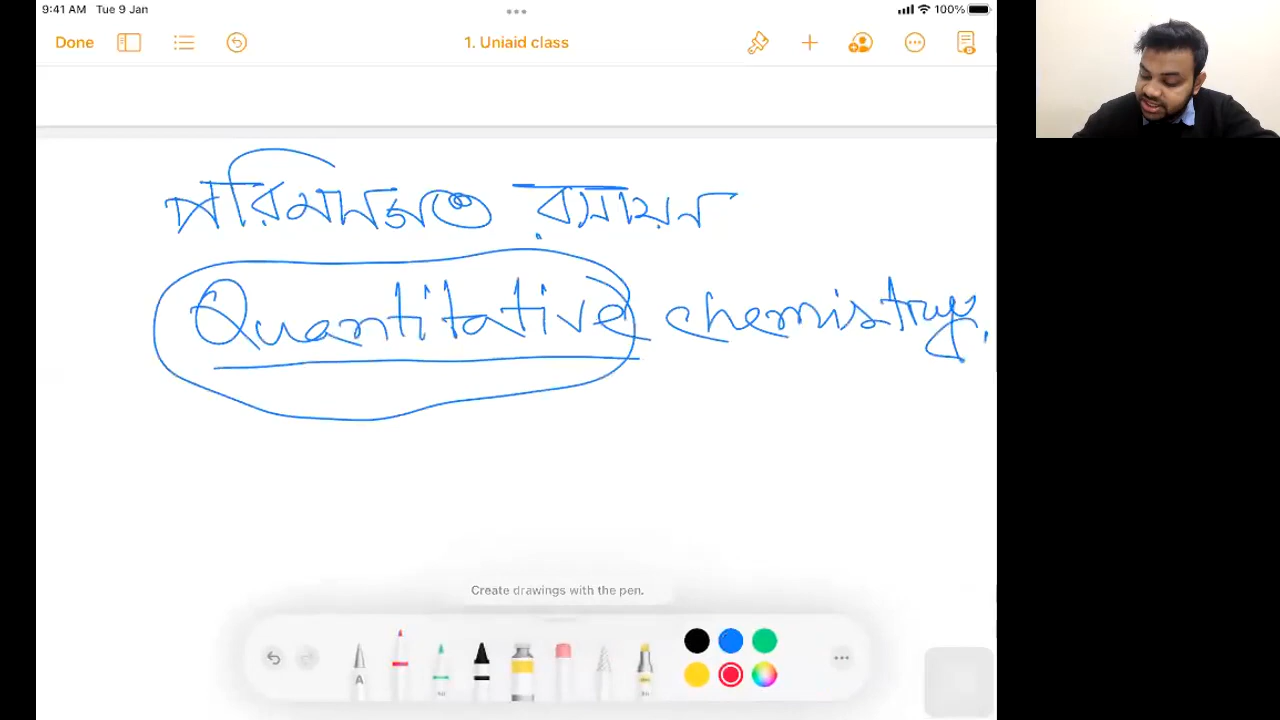 9:41 AM Tue 9 Jan
100%
Done
1. Uniaid class
পরিমানগত রসায়ন
Quantitative chemistry.
Create drawings with the pen.
A